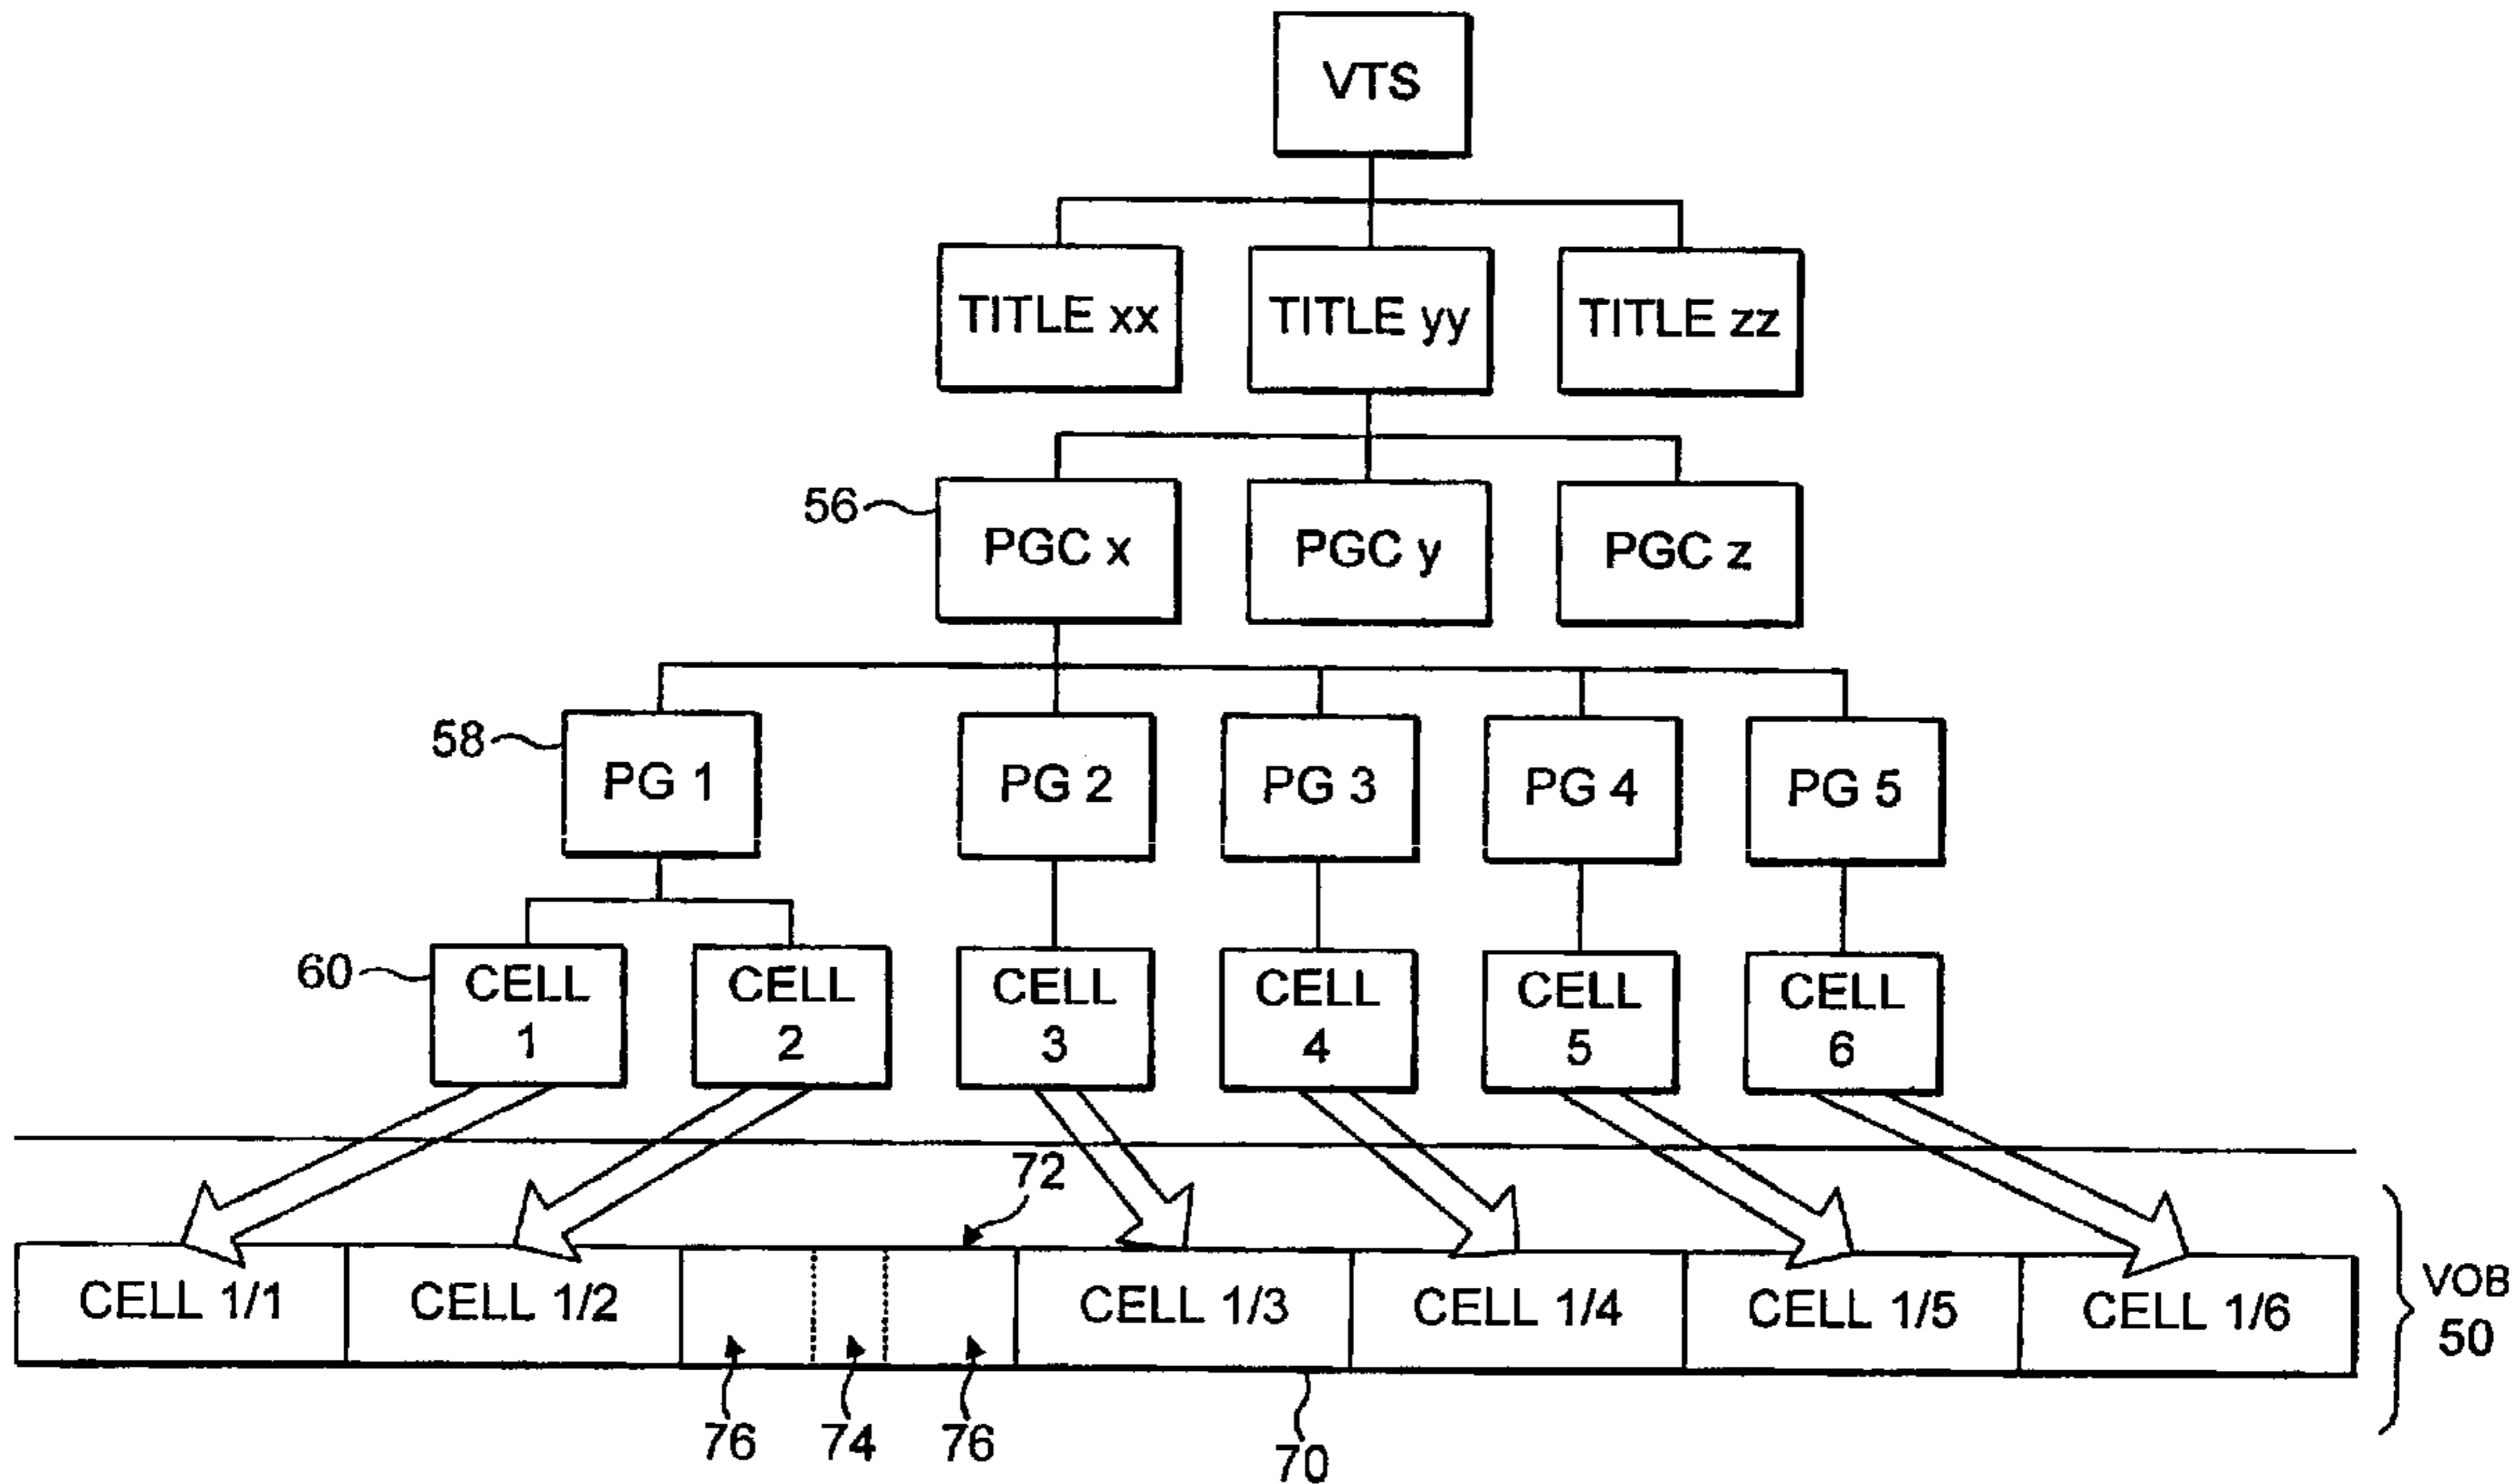 VTS
TITLE xx
TITLE yy
TITLE zz
56
PGC x
PGC y
PGC z
58
PG 1
PG 2
PG 3
PG 4
PG 5
60
CELL
1
CELL
2
CELL
3
CELL
4
CELL
5
CELL
6
72
CELL 1/1
CELL 1/2
CELL 1/3
CELL 1/4
CELL 1/5
CELL 1/6
VOB
50
76
74
76
70